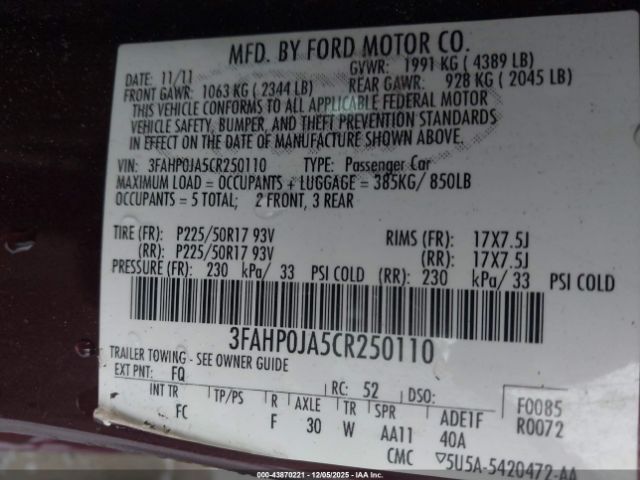 MFD. BY FORD MOTOR CO.
DATE: 11/11 GVWR: 1991 KG ( 4389 LB)
FRONT GAWR: 1063 KG ( 2344 LB) REAR GAWR: 928 KG ( 2045 LB)
THIS VEHICLE CONFORMS TO ALL APPLICABLE FEDERAL MOTOR
VEHICLE SAFETY, BUMPER, AND THEFT PREVENTION STANDARDS
IN EFFECT ON THE DATE OF MANUFACTURE SHOWN ABOVE.
VIN: 3FAHP0JA5CR250110 TYPE: Passenger Car
MAXIMUM LOAD = OCCUPANTS + LUGGAGE = 385KG/ 850LB
OCCUPANTS = 5 TOTAL; 2 FRONT, 3 REAR
TIRE (FR): P225/50R17 93V RIMS (FR): 17X7.5J
(RR): P225/50R17 93V (RR): 17X7.5J
PRESSURE (FR): 230 kPa/ 33 PSI COLD (RR): 230 kPa/ 33 PSI COLD
3FAHP0JA5CR250110
TRAILER TOWING - SEE OWNER GUIDE
EXT PNT: FQ RC: 52 DSO: F0085
INT TR TP/PS R AXLE TR SPR ADE1F R0072
FC F 30 W AA11 40A
CMC ▽5U5A-5420472-AA
000-43870221 - 12/05/2025 - IAAI.com